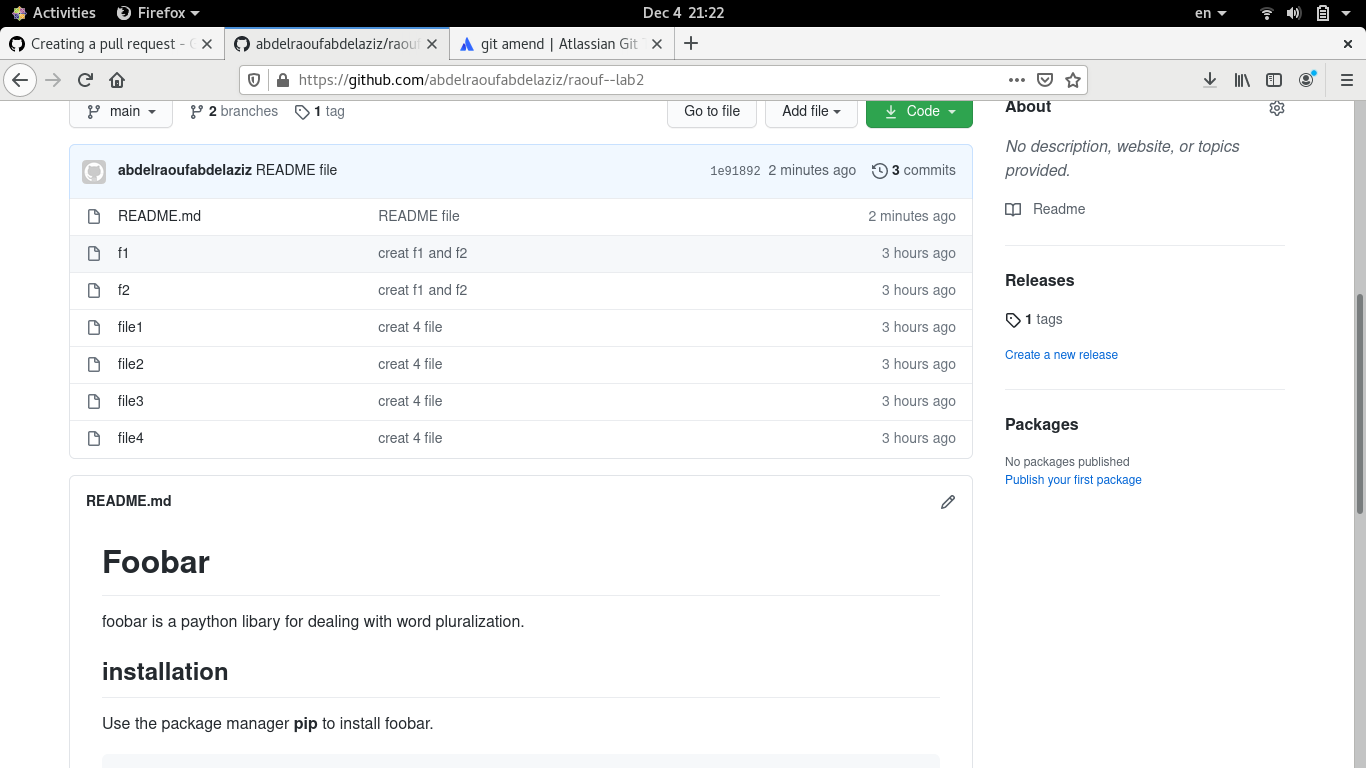 Activities Firefox Dec 4 21:22 en
Creating a pull request - abdelraoufabdelaziz/raouf git amend | Atlassian Git
https://github.com/abdelraoufabdelaziz/raouf--lab2
main 2 branches 1 tag Go to file Add file Code
About
No description, website, or topics
provided.
Readme
abdelraoufabdelaziz README file 1e91892 2 minutes ago 3 commits
README.md README file 2 minutes ago
f1 creat f1 and f2 3 hours ago
f2 creat f1 and f2 3 hours ago
file1 creat 4 file 3 hours ago
file2 creat 4 file 3 hours ago
file3 creat 4 file 3 hours ago
file4 creat 4 file 3 hours ago
Releases
1 tags
Create a new release
Packages
No packages published
Publish your first package
README.md
Foobar
foobar is a paython libary for dealing with word pluralization.
installation
Use the package manager pip to install foobar.